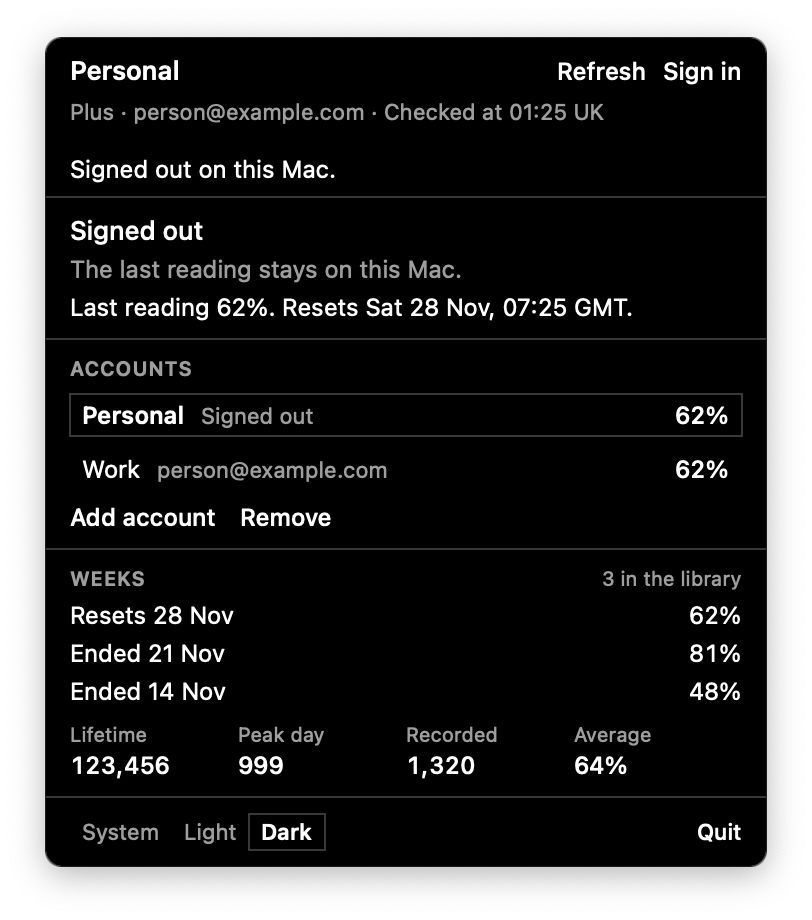 Personal Refresh Sign in
Plus · person@example.com · Checked at 01:25 UK
Signed out on this Mac.
Signed out
The last reading stays on this Mac.
Last reading 62%. Resets Sat 28 Nov, 07:25 GMT.
ACCOUNTS
Personal Signed out 62%
Work person@example.com 62%
Add account Remove
WEEKS 3 in the library
Resets 28 Nov 62%
Ended 21 Nov 81%
Ended 14 Nov 48%
Lifetime Peak day Recorded Average
123,456 999 1,320 64%
System Light Dark Quit